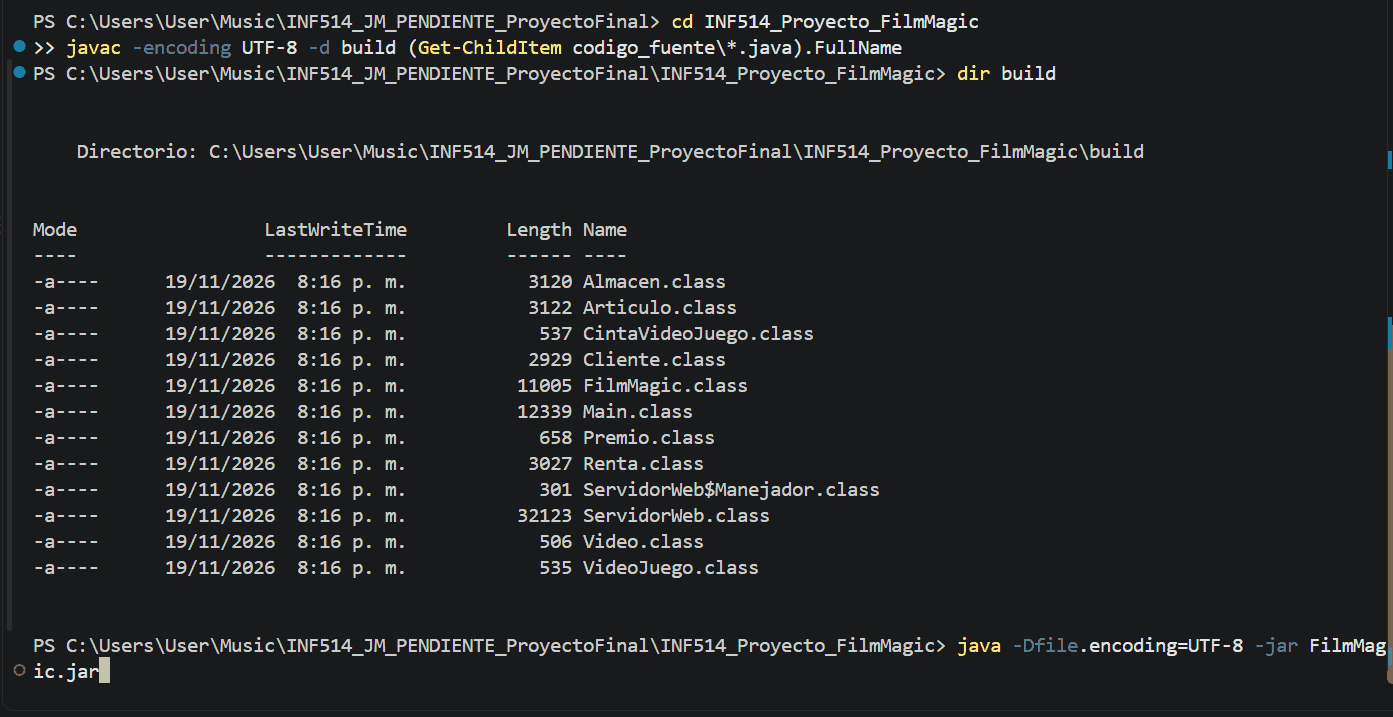 PS C:\Users\User\Music\INF514_JM_PENDIENTE_ProyectoFinal> cd INF514_Proyecto_FilmMagic
>> javac -encoding UTF-8 -d build (Get-ChildItem codigo_fuente\*.java).FullName
PS C:\Users\User\Music\INF514_JM_PENDIENTE_ProyectoFinal\INF514_Proyecto_FilmMagic> dir build
Directorio: C:\Users\User\Music\INF514_JM_PENDIENTE_ProyectoFinal\INF514_Proyecto_FilmMagic\build
Mode LastWriteTime Length Name
---- ------------- ------ ----
-a---- 19/11/2026 8:16 p. m. 3120 Almacen.class
-a---- 19/11/2026 8:16 p. m. 3122 Articulo.class
-a---- 19/11/2026 8:16 p. m. 537 CintaVideoJuego.class
-a---- 19/11/2026 8:16 p. m. 2929 Cliente.class
-a---- 19/11/2026 8:16 p. m. 11005 FilmMagic.class
-a---- 19/11/2026 8:16 p. m. 12339 Main.class
-a---- 19/11/2026 8:16 p. m. 658 Premio.class
-a---- 19/11/2026 8:16 p. m. 3027 Renta.class
-a---- 19/11/2026 8:16 p. m. 301 ServidorWeb$Manejador.class
-a---- 19/11/2026 8:16 p. m. 32123 ServidorWeb.class
-a---- 19/11/2026 8:16 p. m. 506 Video.class
-a---- 19/11/2026 8:16 p. m. 535 VideoJuego.class
PS C:\Users\User\Music\INF514_JM_PENDIENTE_ProyectoFinal\INF514_Proyecto_FilmMagic> java -Dfile.encoding=UTF-8 -jar FilmMag
ic.jar